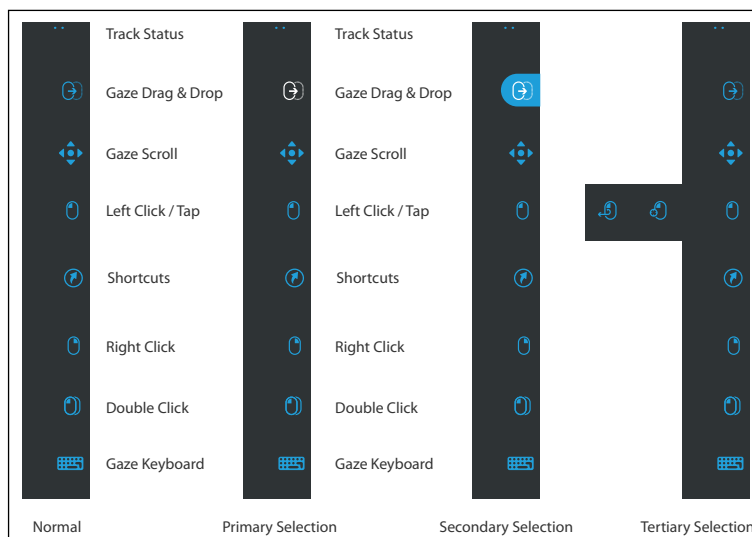 Track Status
Track Status
Gaze Drag & Drop
Gaze Drag & Drop
Gaze Scroll
Gaze Scroll
Left Click / Tap
Left Click / Tap
Shortcuts
Shortcuts
Right Click
Right Click
Double Click
Double Click
Gaze Keyboard
Gaze Keyboard
Normal
Primary Selection
Secondary Selection
Tertiary Selection